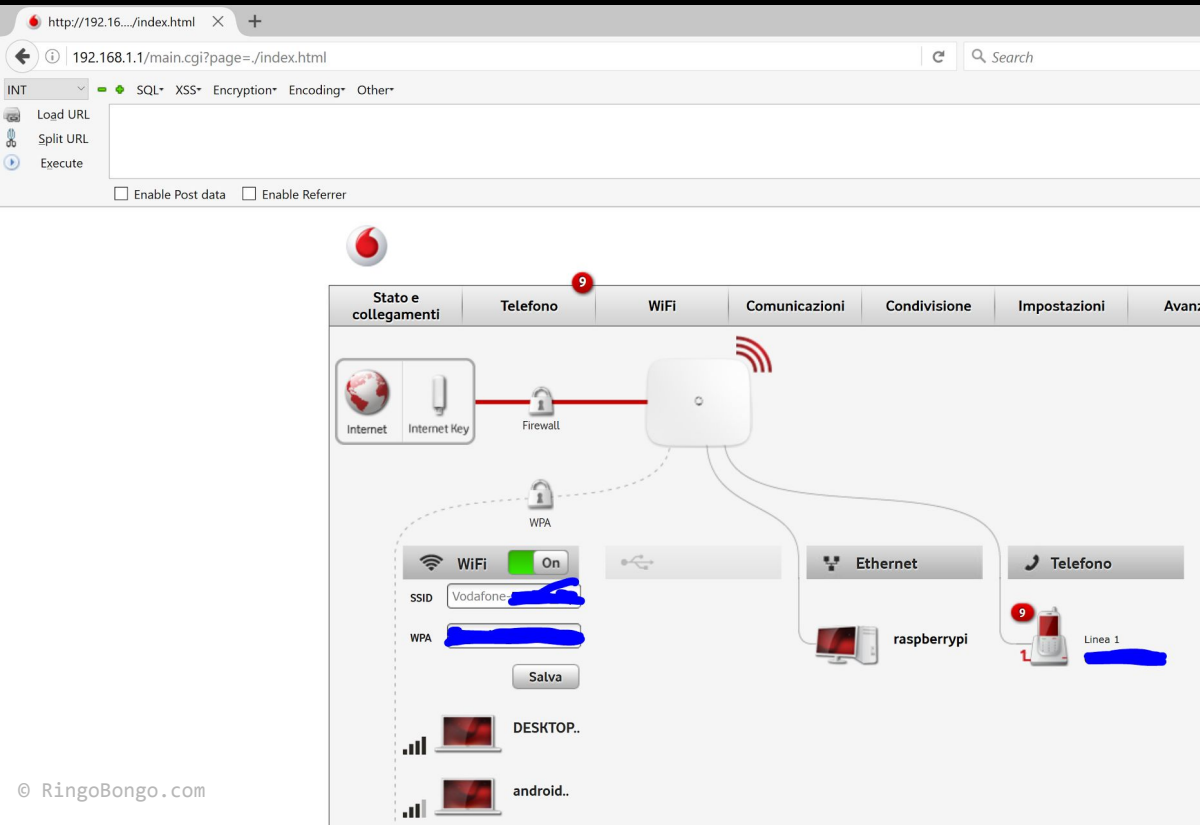 http://192.16..../index.html
192.168.1.1/main.cgi?page=./index.html
Search
INT
SQL
XSS
Encryption
Encoding
Other
Load URL
Split URL
Execute
Enable Post data
Enable Referrer
9
Stato e
collegamenti
Telefono
WiFi
Comunicazioni
Condivisione
Impostazioni
Avanz
Internet
Internet Key
Firewall
WPA
WiFi
On
Ethernet
Telefono
SSID
Vodafone-
WPA
Salva
raspberrypi
9
1
Linea 1
DESKTOP..
android..
© RingoBongo.com